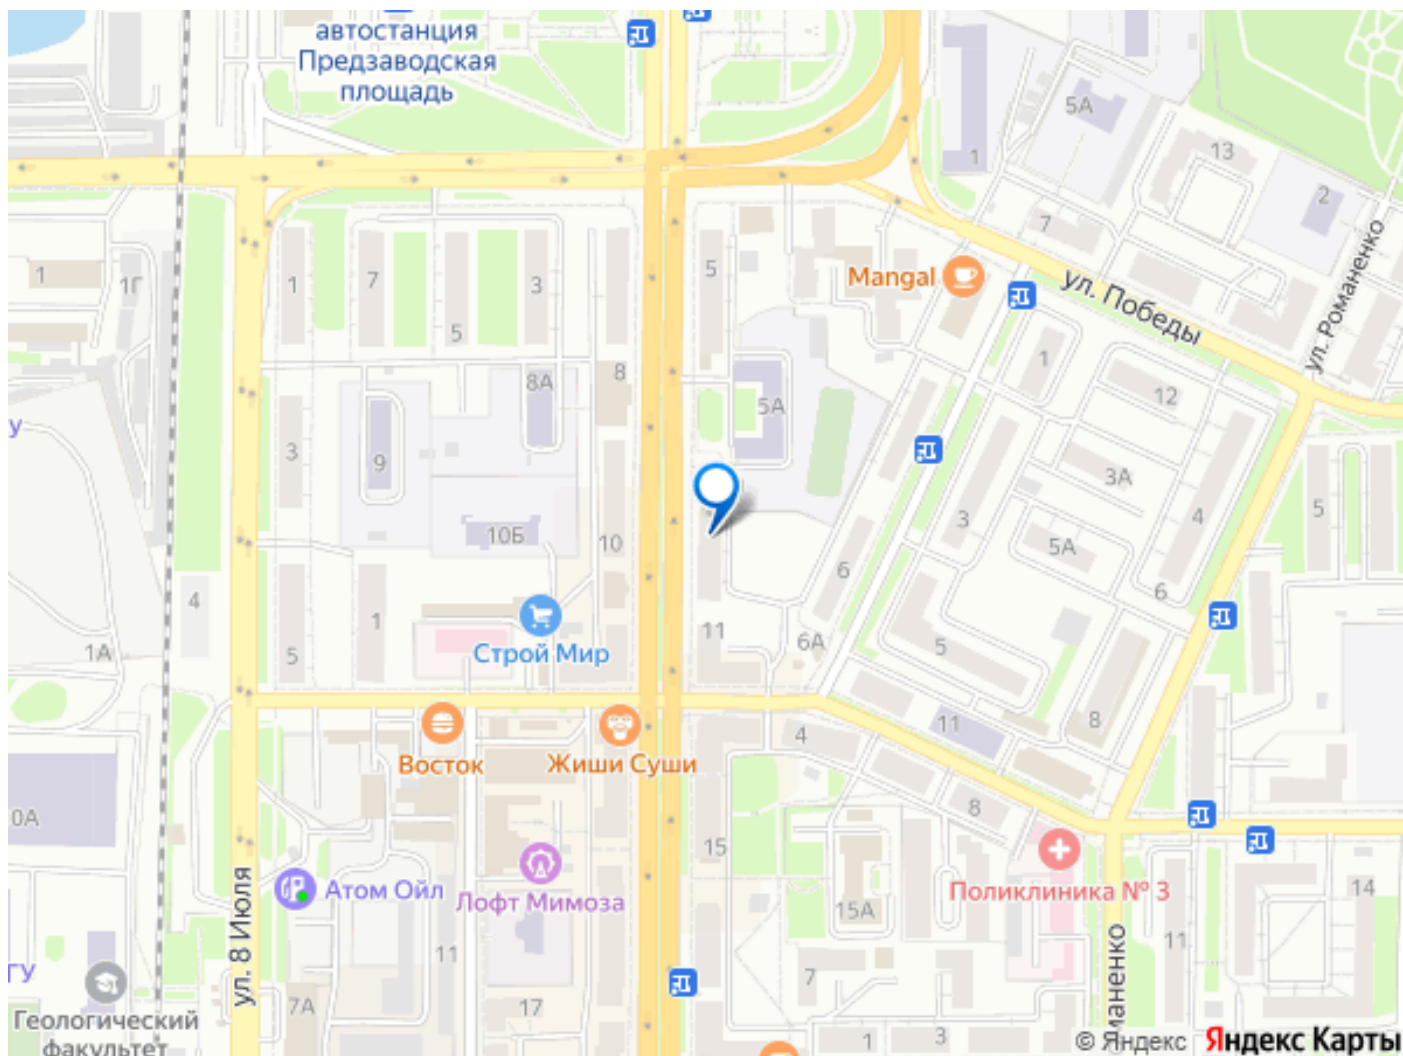 автостанция
Предзаводская
площадь
5А
1
13
2
7
ул. Романенко
1
1Г
1
7
3
5
5
Mangal
ул. Победы
8
8А
5А
1
12
У
3
9
3А
3
4
5
10Б
10
5А
6
6
4
1
11
6А
5
1А
5
Строй Мир
11
8
4
Восток
Жиши Суши
0А
8
15
Поликлиника № 3
14
ул. 8 Июля
Атом Ойл
Лофт Мимоза
15А
11
11
ГУ
7
маненко
7А
17
Геологический
факультет
1
3
© Яндекс Яндекс Карты